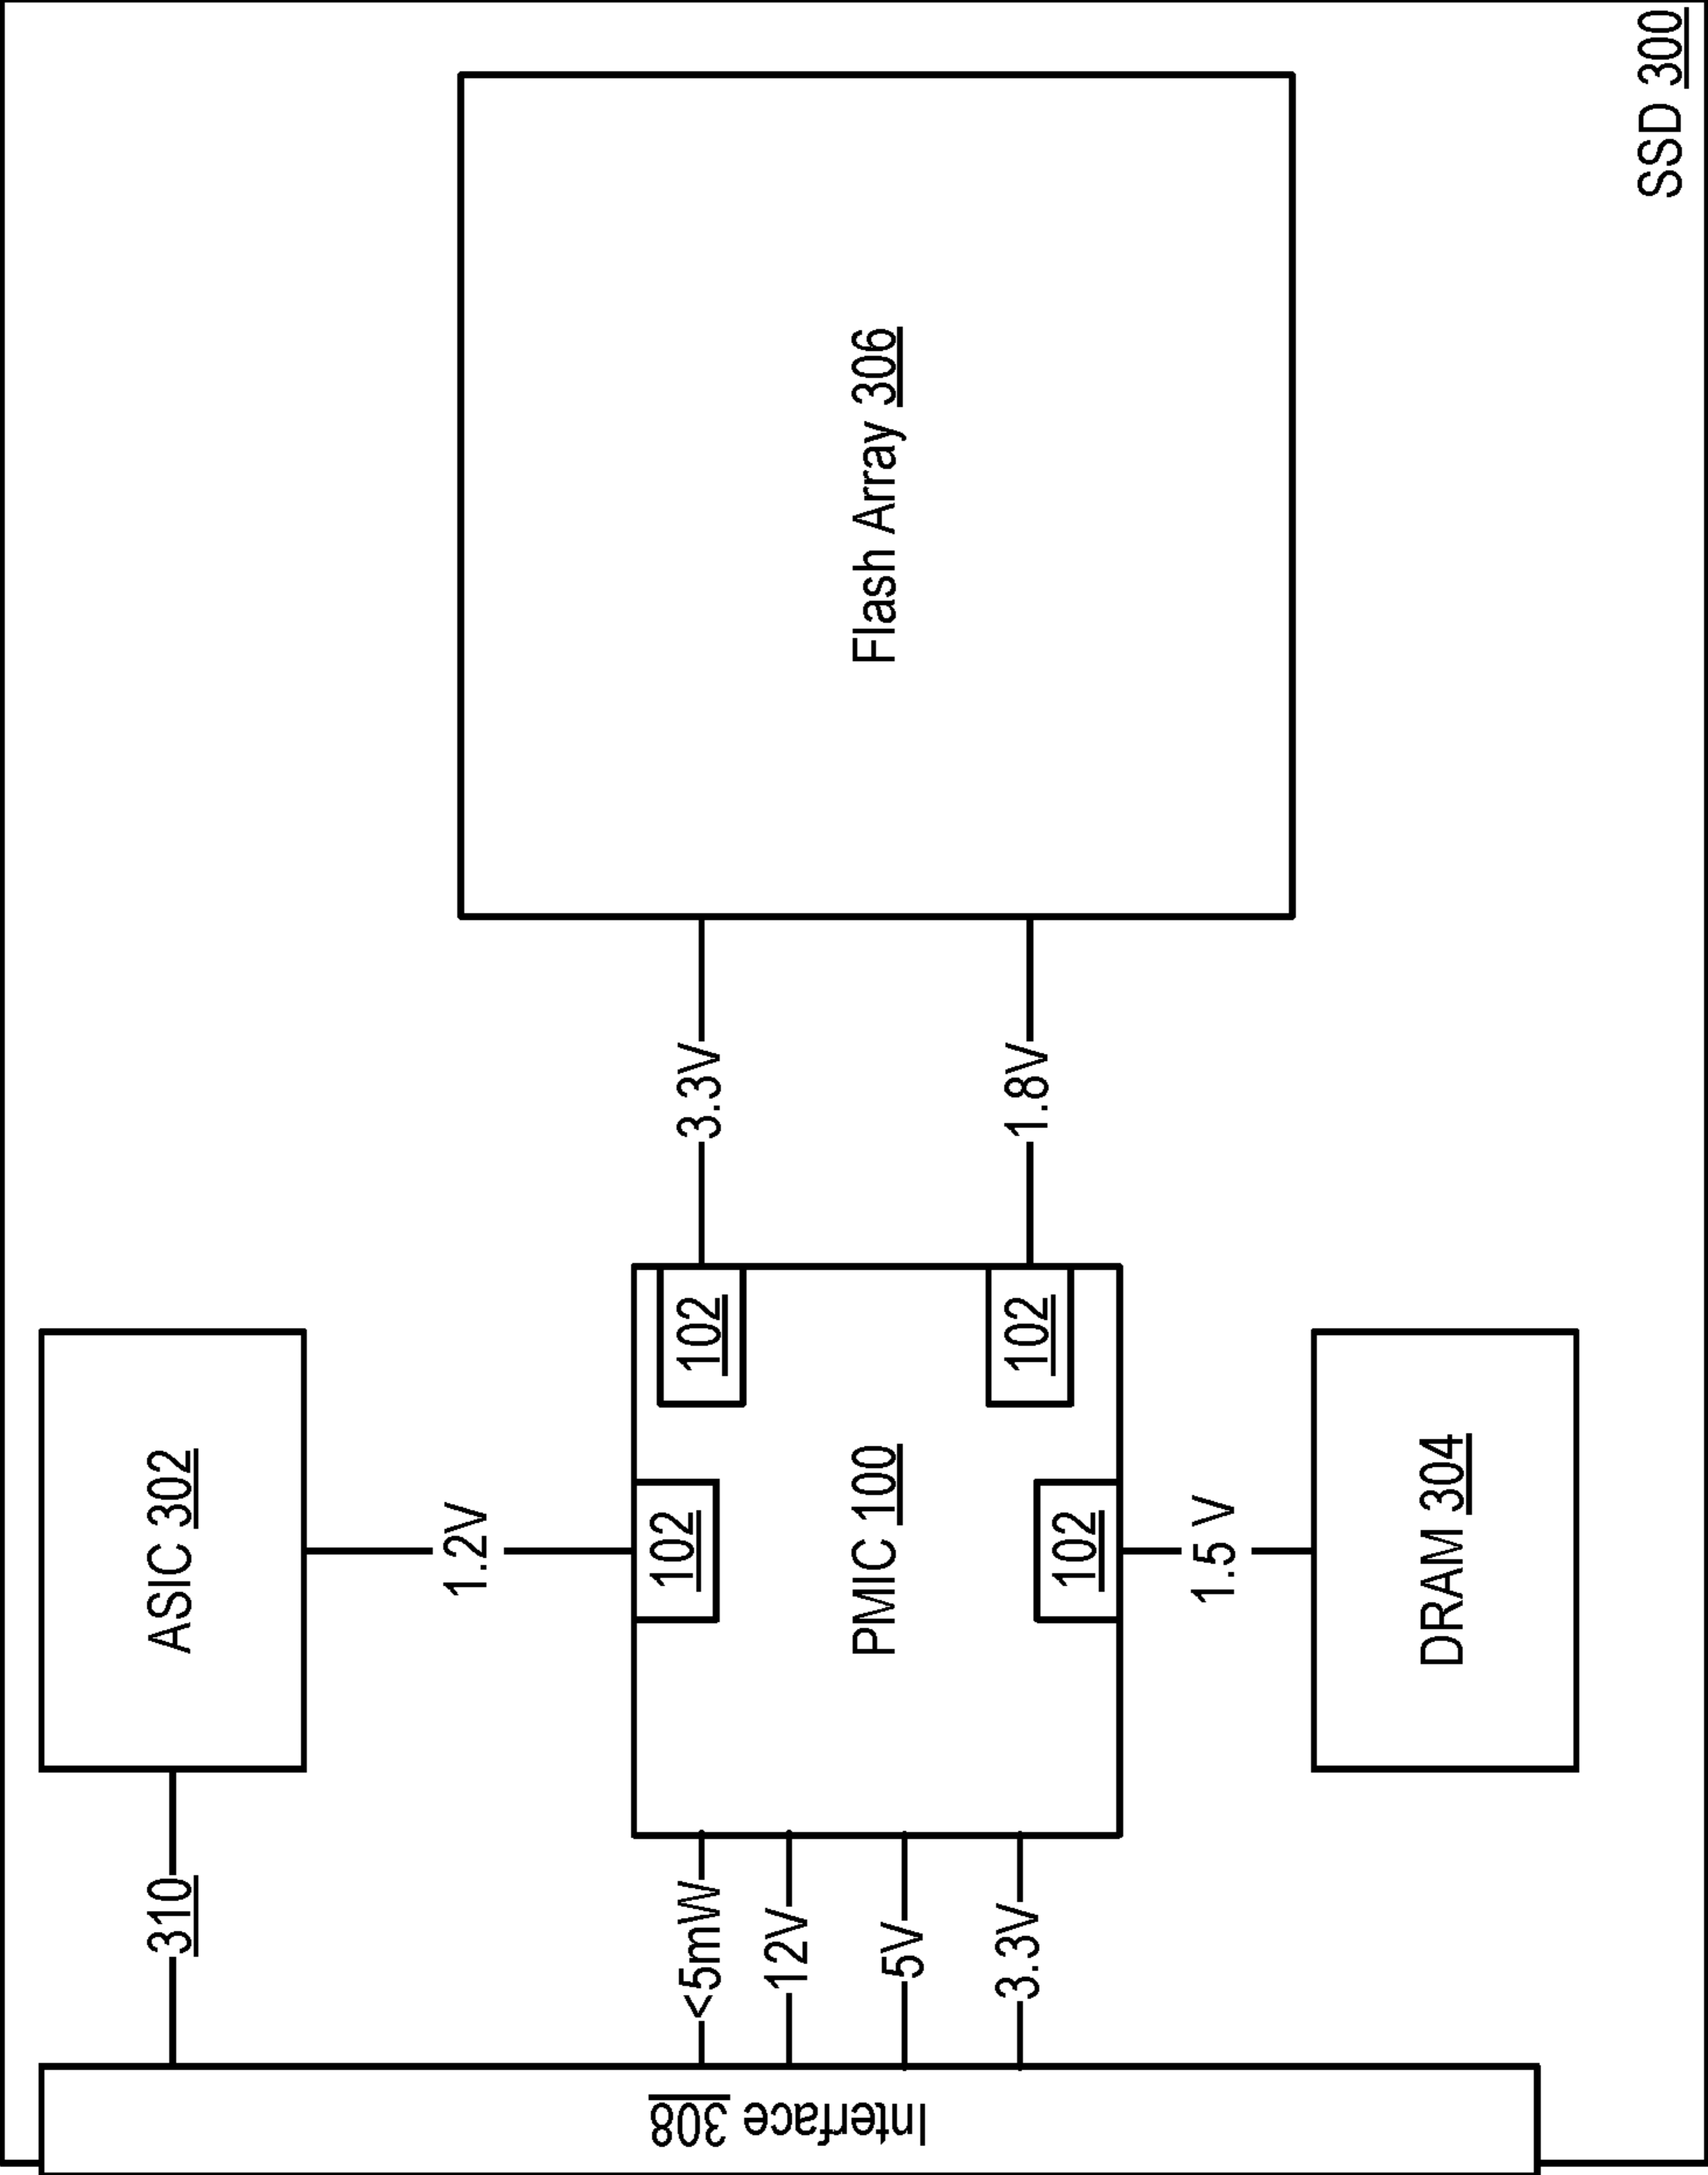 ASIC 302
310
1.2V
Interface 308
<5mW
12V
5V
3.3V
PMIC 100
102
102
102
102
3.3V
1.8V
Flash Array 306
1.5 V
DRAM 304
SSD 300